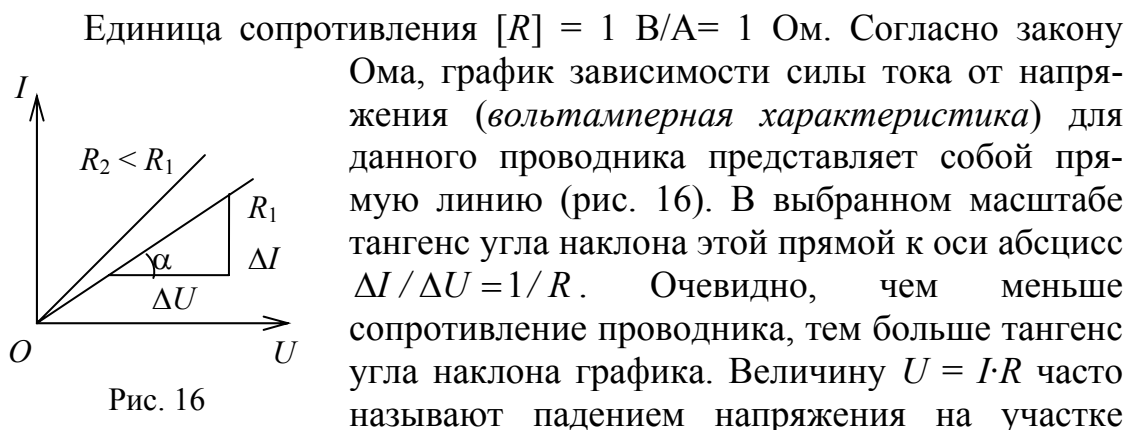 Единица сопротивления [R] = 1 В/А= 1 Ом. Согласно закону
Ома, график зависимости силы тока от напря-
жения (вольтамперная характеристика) для
данного проводника представляет собой пря-
мую линию (рис. 16). В выбранном масштабе
тангенс угла наклона этой прямой к оси абсцисс
ΔI / ΔU = 1/ R . Очевидно, чем меньше
сопротивление проводника, тем больше тангенс
угла наклона графика. Величину U = I·R часто
называют падением напряжения на участке
I
R₂ < R₁
R₁
α
ΔI
ΔU
O
U
Рис. 16